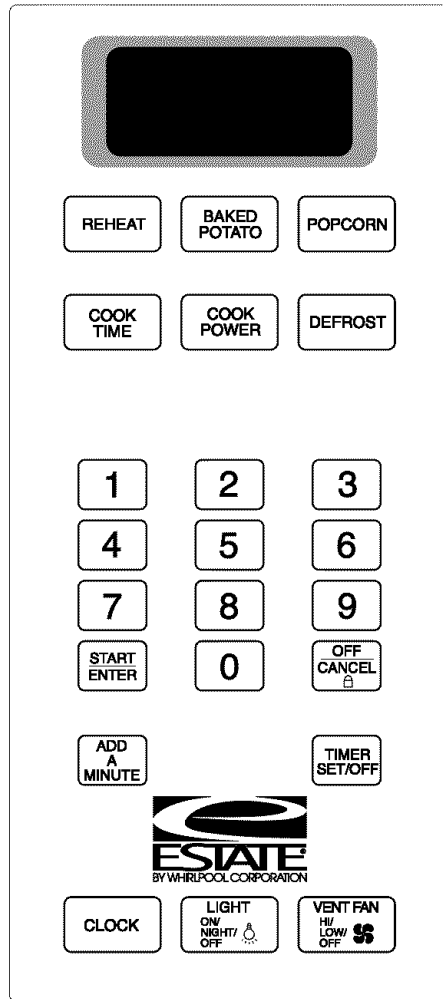 REHEAT
BAKED
POTATO
POPCORN
COOK
TIME
COOK
POWER
DEFROST
1
2
3
4
5
6
7
8
9
START
ENTER
0
OFF
CANCEL
ADD
A
MINUTE
TIMER
SET/OFF
ESTATE®
BY WHIRLPOOL CORPORATION
CLOCK
LIGHT
ON/
NIGHT/
OFF
VENT FAN
HI/
LOW/
OFF